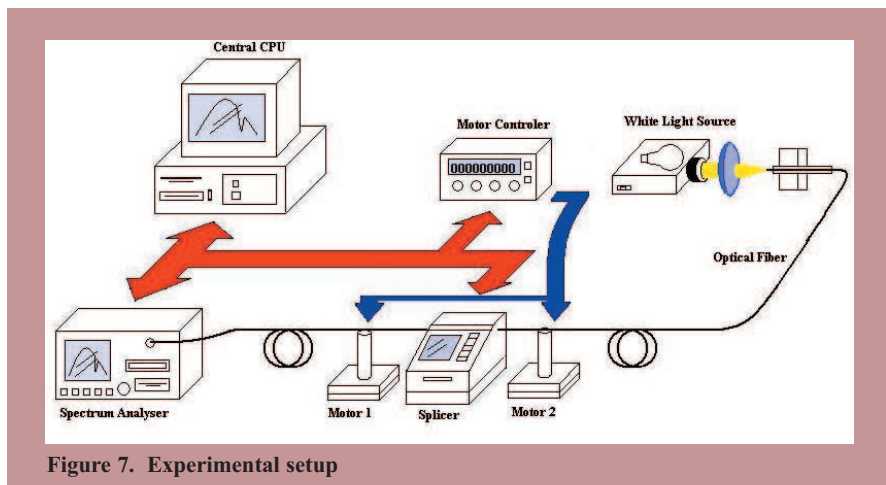 Central CPU
Motor Controler
000000000
White Light Source
Optical Fiber
Spectrum Analyser
Motor 1
Splicer
Motor 2
Figure 7. Experimental setup